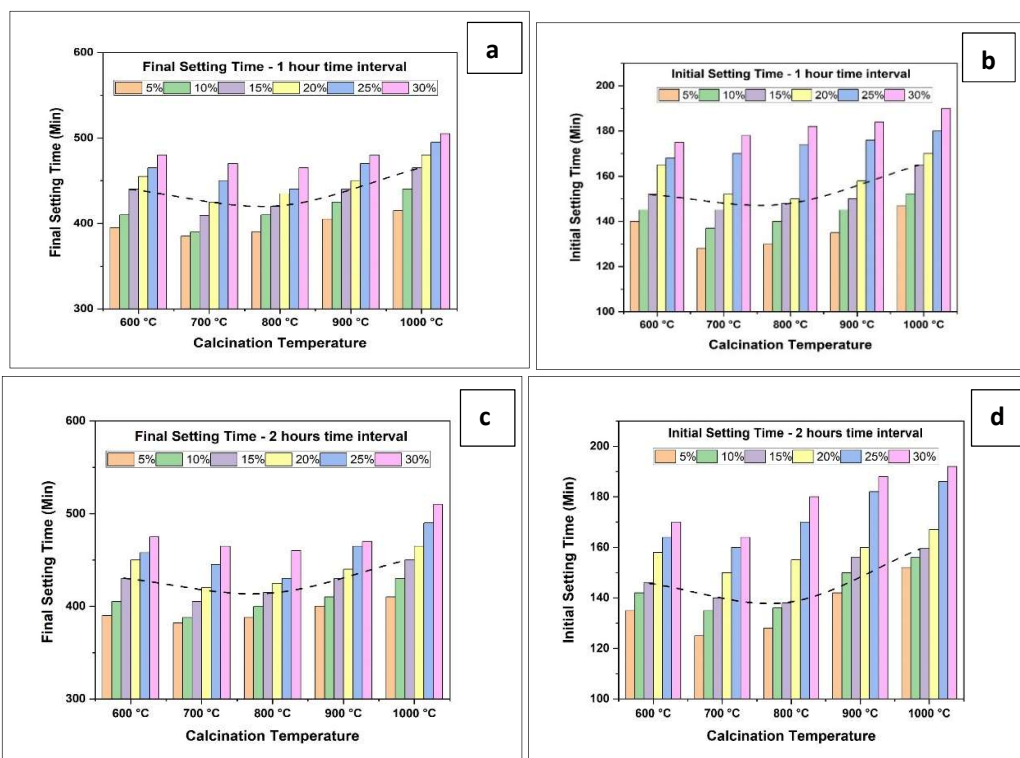 a
Final Setting Time - 1 hour time interval
5% 10% 15% 20% 25% 30%
600
500
400
300
Final Setting Time (Min)
600 °C 700 °C 800 °C 900 °C 1000 °C
Calcination Temperature
b
Initial Setting Time - 1 hour time interval
5% 10% 15% 20% 25% 30%
200
180
160
140
120
100
Initial Setting Time (Min)
600 °C 700 °C 800 °C 900 °C 1000 °C
Calcination Temperature
c
Final Setting Time - 2 hours time interval
5% 10% 15% 20% 25% 30%
600
500
400
300
Final Setting Time (Min)
600 °C 700 °C 800 °C 900 °C 1000 °C
Calcination Temperature
d
Initial Setting Time - 2 hours time interval
5% 10% 15% 20% 25% 30%
200
180
160
140
120
100
Initial Setting Time (Min)
600 °C 700 °C 800 °C 900 °C 1000 °C
Calcination Temperature